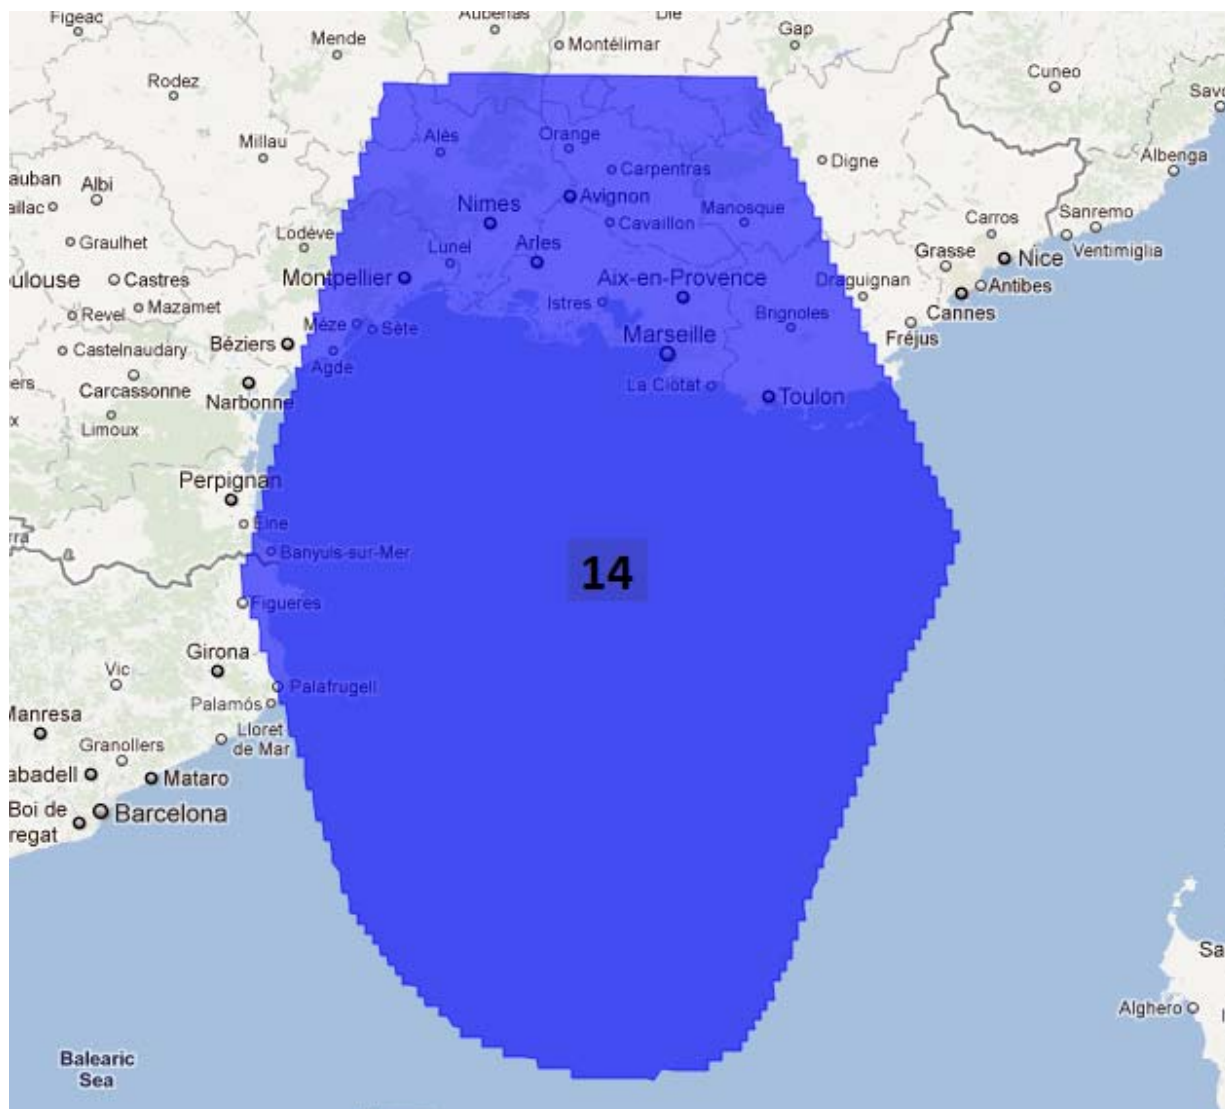 Figeac
Aubenas
Die
Mende
Montélimar
Gap
Rodez
Cuneo
Savo
Millau
Alès
Orange
Carpentras
Digne
Albenga
auban
Albi
aillac
Nimes
Avignon
Cavaillon
Manosque
Carros
Sanremo
Graulhet
Lodève
Lunel
Arles
Grasse
Nice
Ventimiglia
ulouse
Castres
Montpellier
Aix-en-Provence
Draguignan
Antibes
Revel
Mazamet
Istres
Brignoles
Cannes
Mèze
Sète
Marseille
Fréjus
Castelnaudary
Béziers
Agde
ers
Carcassonne
Narbonne
La Ciotat
Toulon
x
Limoux
Perpignan
Elne
rra
a
Banyuls-sur-Mer
14
Figueres
Girona
Vic
Palafrugell
Palamós
Manresa
Lloret
de Mar
Granollers
abadell
Mataro
Boi de
regat
Barcelona
Sa
Alghero
Balearic
Sea